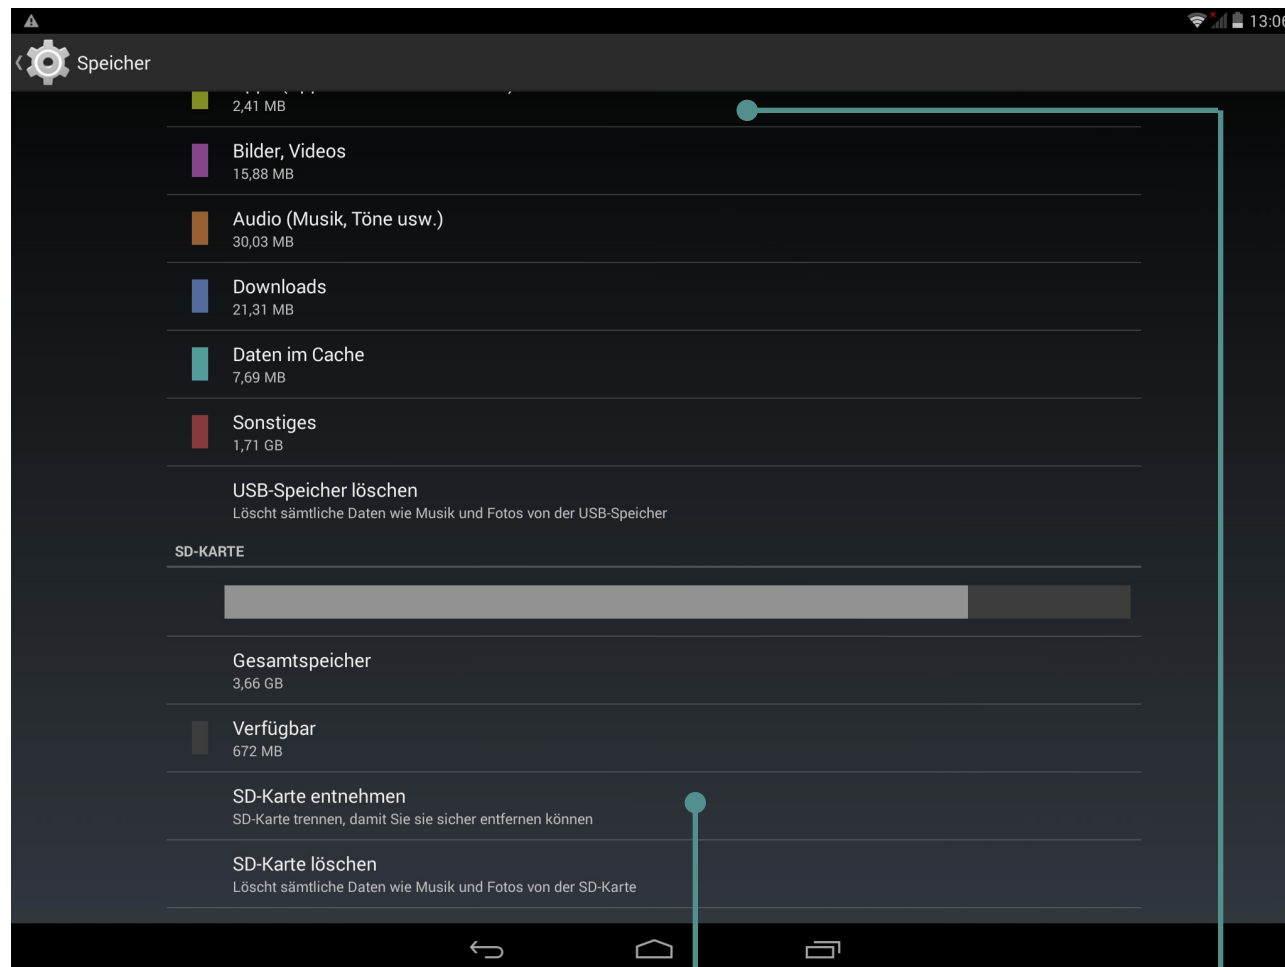 13:06
Speicher
2,41 MB
Bilder, Videos
15,88 MB
Audio (Musik, Töne usw.)
30,03 MB
Downloads
21,31 MB
Daten im Cache
7,69 MB
Sonstiges
1,71 GB
USB-Speicher löschen
Löscht sämtliche Daten wie Musik und Fotos von der USB-Speicher
SD-KARTE
Gesamtspeicher
3,66 GB
Verfügbar
672 MB
SD-Karte entnehmen
SD-Karte trennen, damit Sie sie sicher entfernen können
SD-Karte löschen
Löscht sämtliche Daten wie Musik und Fotos von der SD-Karte